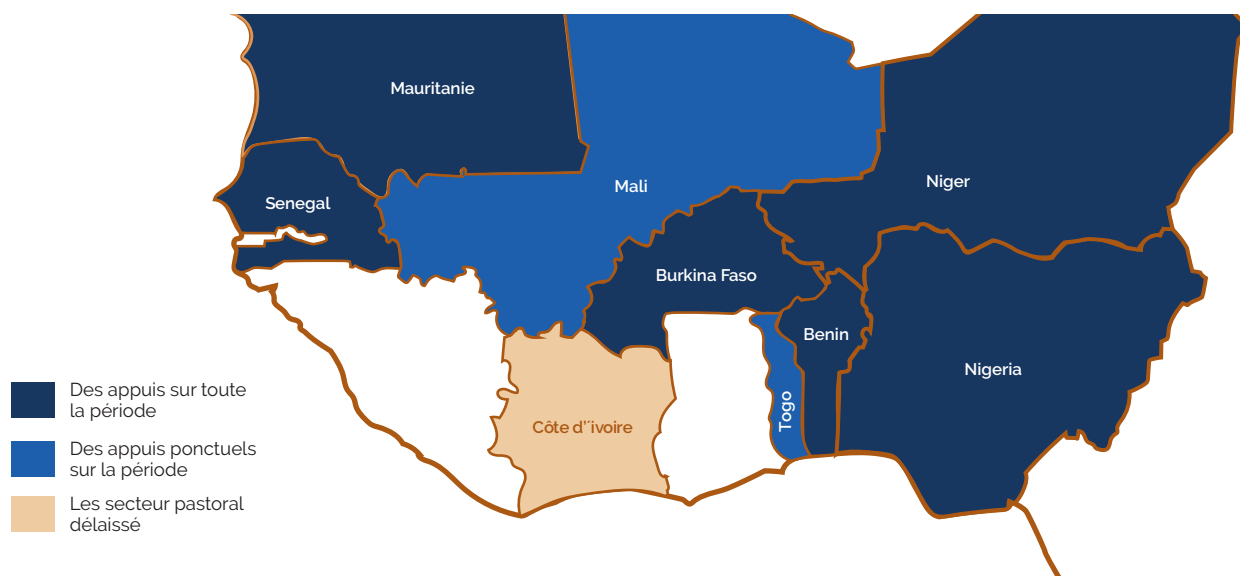 Mauritanie
Mali
Niger
Senegal
Burkina Faso
Benin
Nigeria
Togo
Côte d'¨ivoire
Des appuis sur toute
la période
Des appuis ponctuels
sur la période
Les secteur pastoral
délaissé